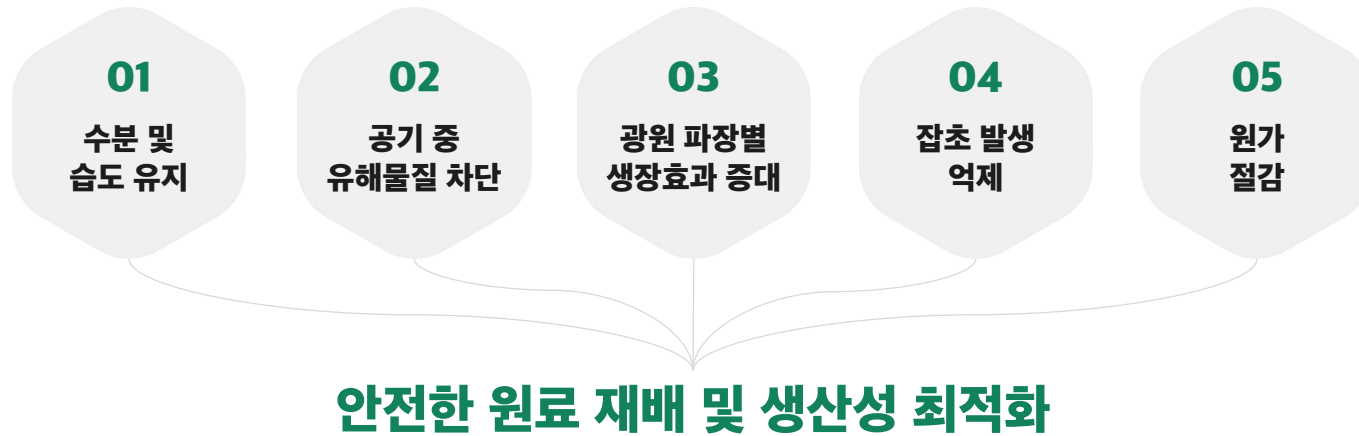 01
수분 및
습도 유지
02
공기 중
유해물질 차단
03
광원 파장별
생장효과 증대
04
잡초 발생
억제
05
원가
절감
안전한 원료 재배 및 생산성 최적화